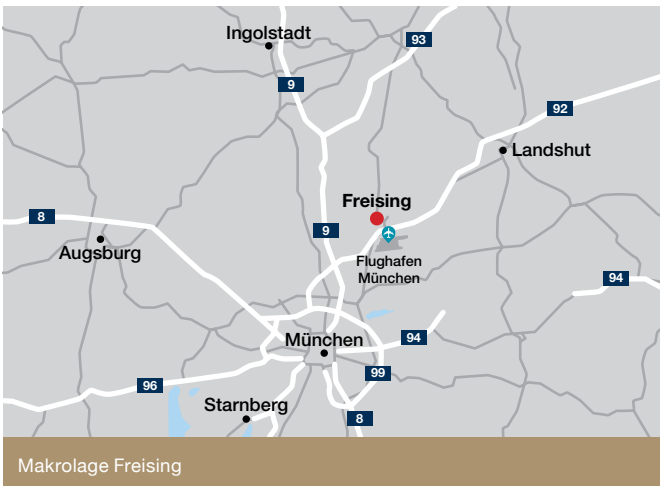 Ingolstadt
93
9
92
Landshut
Freising
8
9
Augsburg
Flughafen
München
94
München
94
99
96
Starnberg
8
Makrolage Freising